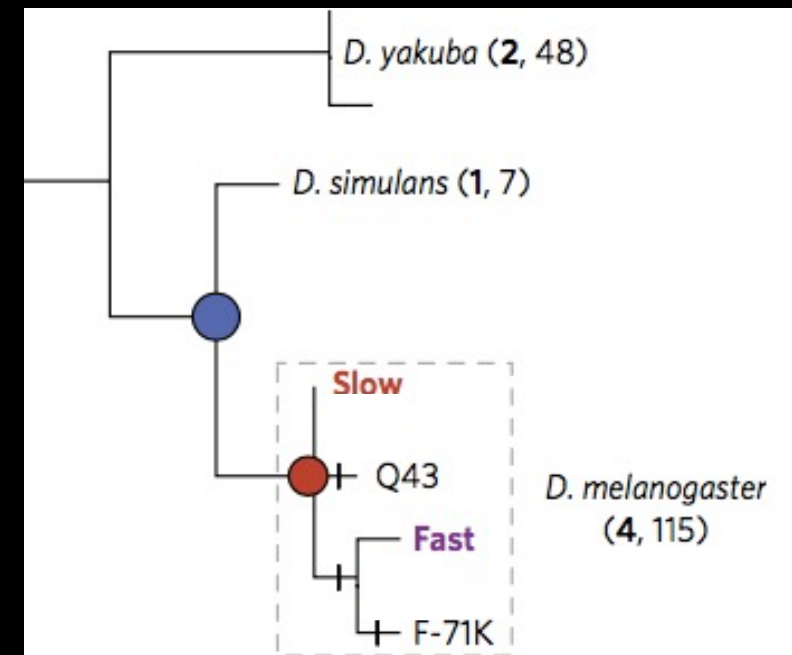 D. yakuba (2, 48)
D. simulans (1, 7)
Slow
Q43
D. melanogaster
(4, 115)
Fast
F-71K